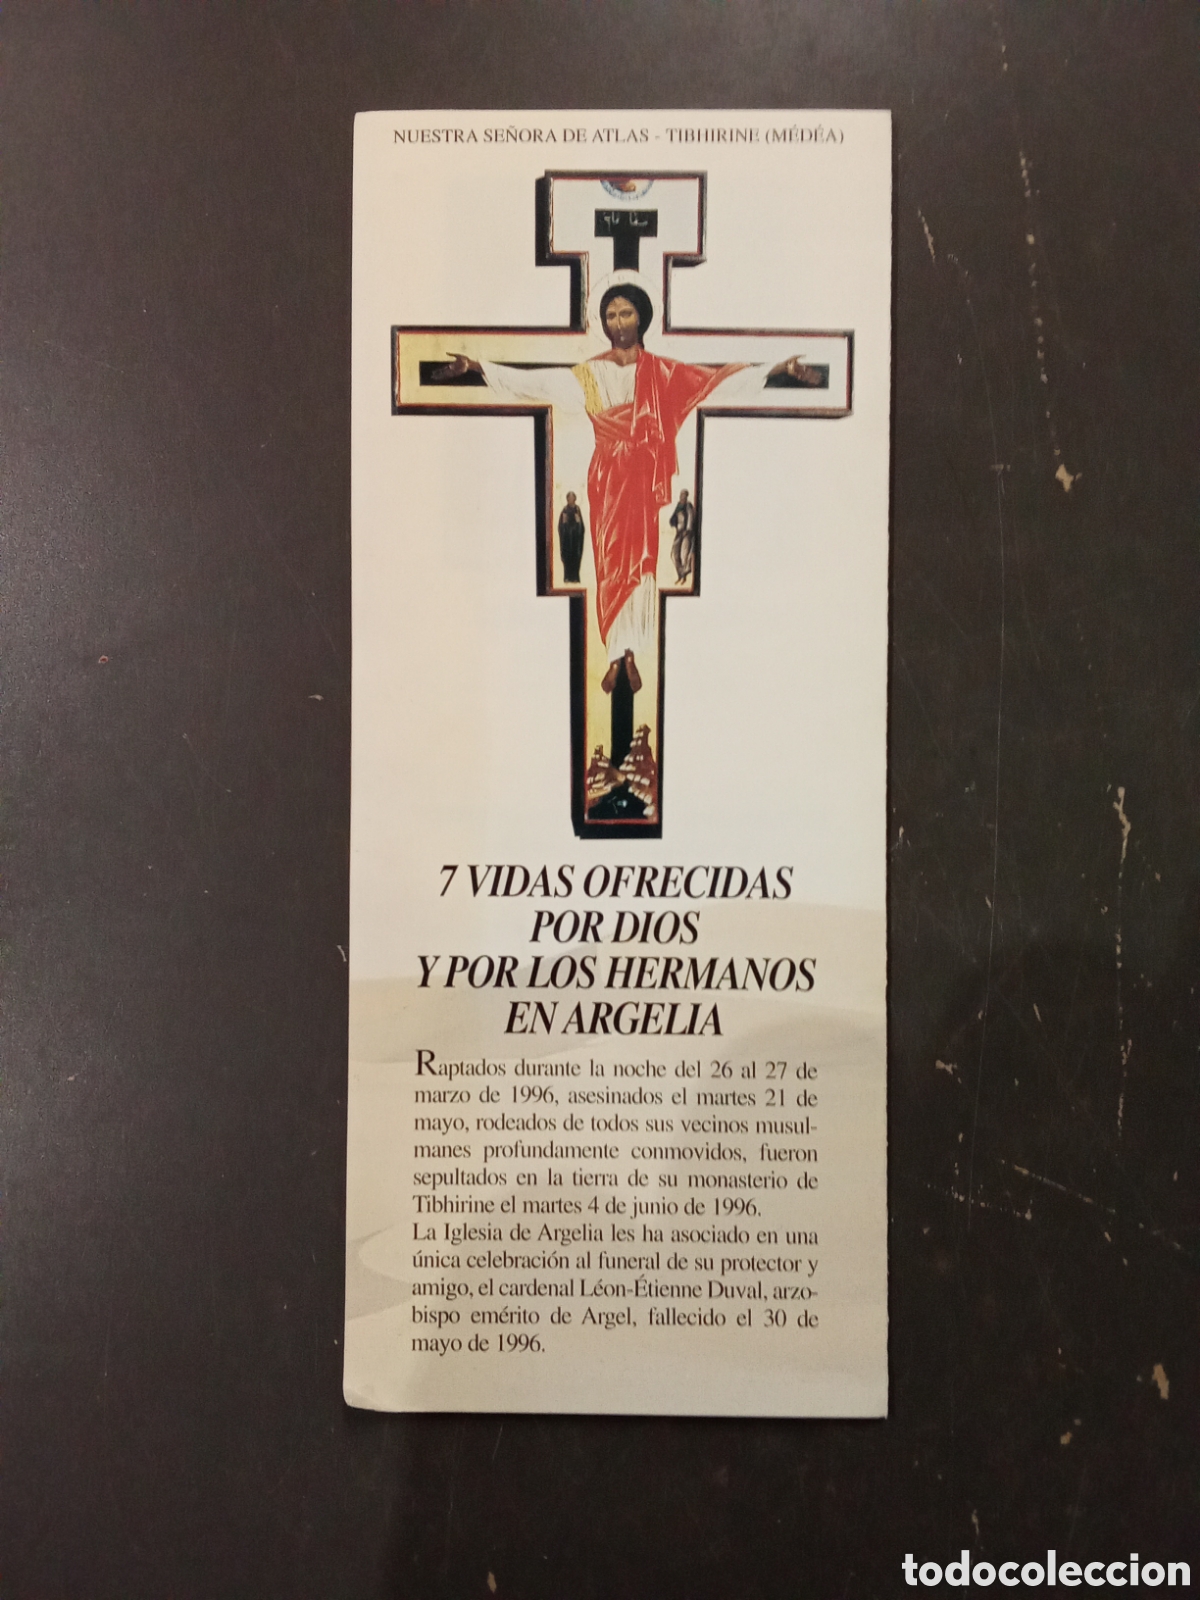 NUESTRA SEÑORA DE ATLAS - TIBHIRINE (MÉDÉA)
7 VIDAS OFRECIDAS
POR DIOS
Y POR LOS HERMANOS
EN ARGELIA
Raptados durante la noche del 26 al 27 de
marzo de 1996, asesinados el martes 21 de
mayo, rodeados de todos sus vecinos musul-
manes profundamente conmovidos, fueron
sepultados en la tierra de su monasterio de
Tibhirine el martes 4 de junio de 1996.
La Iglesia de Argelia les ha asociado en una
única celebración al funeral de su protector y
amigo, el cardenal Léon-Étienne Duval, arzo-
bispo emérito de Argel, fallecido el 30 de
mayo de 1996.
todocoleccion